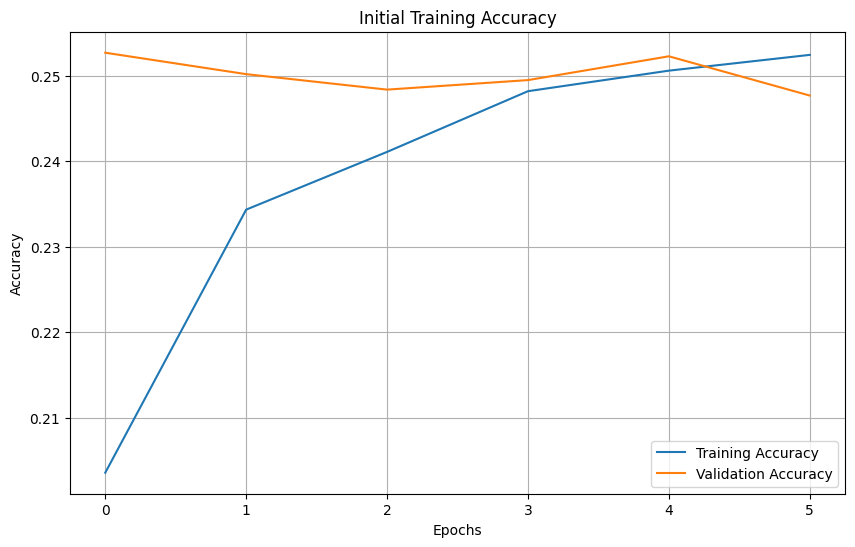 Initial Training Accuracy
Accuracy
0.25
0.24
0.23
0.22
0.21
0
1
2
3
4
5
Epochs
Training Accuracy
Validation Accuracy